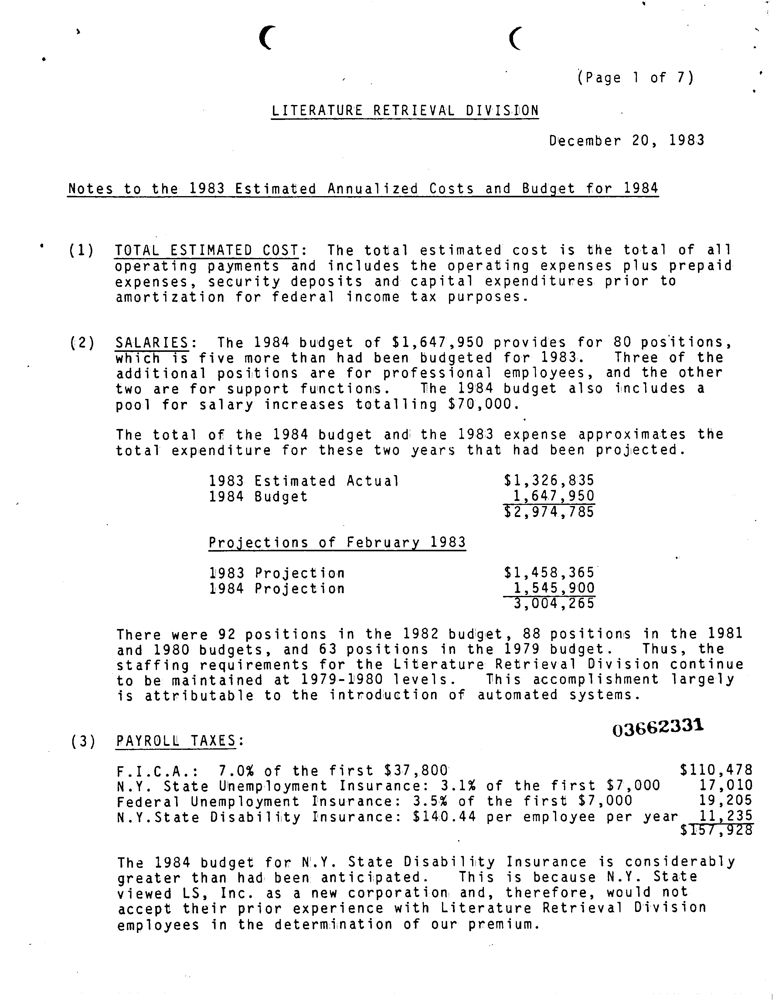 (Page 1 of 7)
LITERATURE RETRIEVAL DIVISION
December 20, 1983
Notes to the 1983 Estimated Annualized Costs and Budget for 1984
(1) TOTAL ESTIMATED COST: The total estimated cost is the total of all
operating payments and includes the operating expenses plus prepaid
expenses, security deposits and capital expenditures prior to
amortization for federal income tax purposes.
(2) SALARIES: The 1984 budget of $1,647,950 provides for 80 positions,
which is five more than had been budgeted for 1983. Three of the
additional positions are for professional employees, and the other
two are for support functions. The 1984 budget also includes a
pool for salary increases totalling $70,000.
The total of the 1984 budget and the 1983 expense approximates the
total expenditure for these two years that had been projected.
1983 Estimated Actual $1,326,835
1984 Budget 1,647,950
$2,974,785
Projections of February 1983
1983 Projection $1,458,365
1984 Projection 1,545,900
3,004,265
There were 92 positions in the 1982 budget, 88 positions in the 1981
and 1980 budgets, and 63 positions in the 1979 budget. Thus, the
staffing requirements for the Literature Retrieval Division continue
to be maintained at 1979-1980 levels. This accomplishment largely
is attributable to the introduction of automated systems.
03662331
(3) PAYROLL TAXES:
F.I.C.A.: 7.0% of the first $37,800 $110,478
N.Y. State Unemployment Insurance: 3.1% of the first $7,000 17,010
Federal Unemployment Insurance: 3.5% of the first $7,000 19,205
N.Y.State Disability Insurance: $140.44 per employee per year 11,235
$157,928
The 1984 budget for N.Y. State Disability Insurance is considerably
greater than had been anticipated. This is because N.Y. State
viewed LS, Inc. as a new corporation and, therefore, would not
accept their prior experience with Literature Retrieval Division
employees in the determination of our premium.